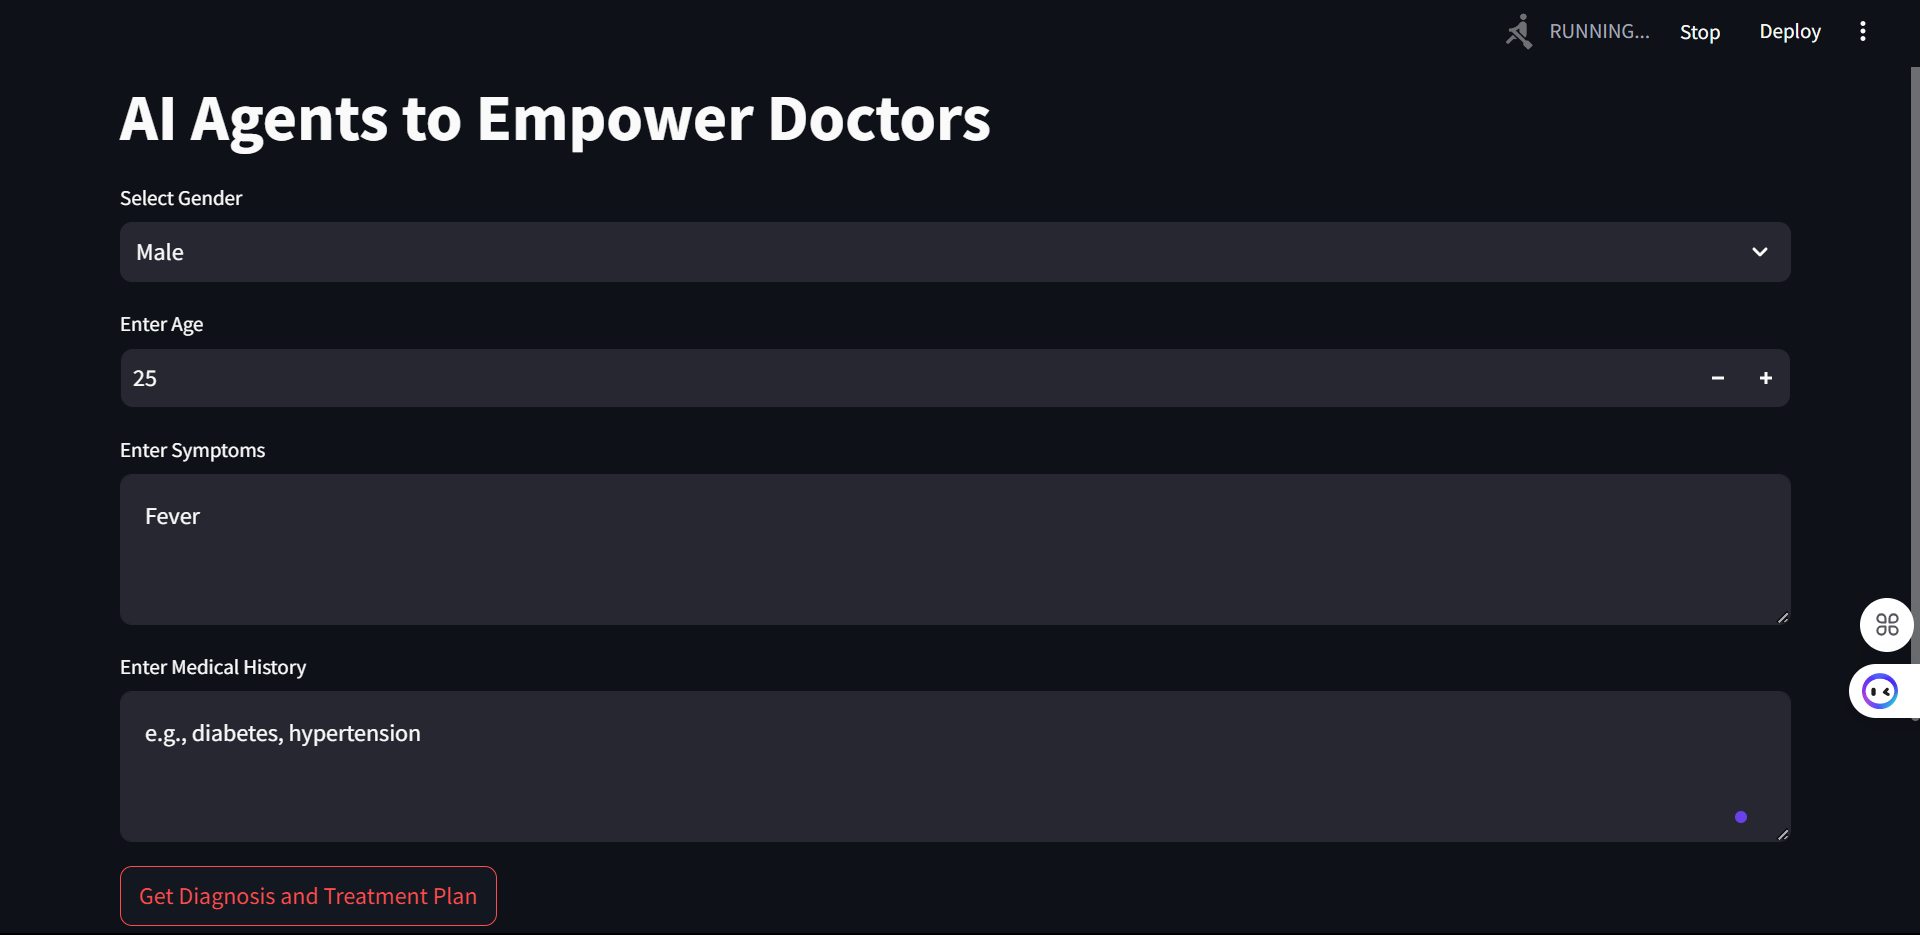 RUNNING...
Stop
Deploy
AI Agents to Empower Doctors
Select Gender
Male
Enter Age
25
Enter Symptoms
Fever
Enter Medical History
e.g., diabetes, hypertension
Get Diagnosis and Treatment Plan